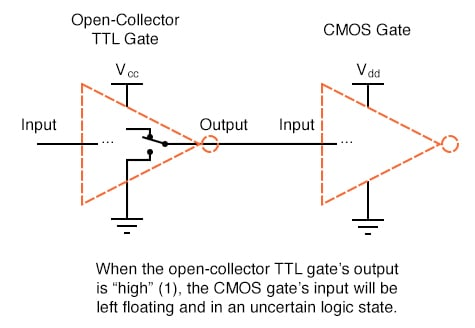 Open-Collector
TTL Gate
CMOS Gate
Vcc
Vdd
Input
...
Output
Input
...
When the open-collector TTL gate's output
is “high” (1), the CMOS gate's input will be
left floating and in an uncertain logic state.